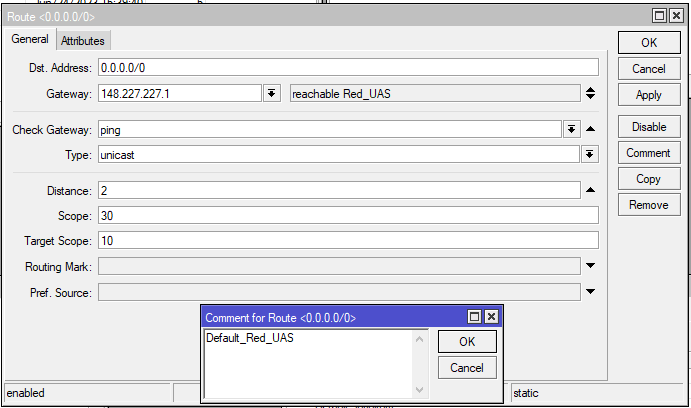 Route <0.0.0.0/0>
General Attributes
Dst. Address: 0.0.0.0/0
Gateway: 148.227.227.1 reachable Red_UAS
Check Gateway: ping
Type: unicast
Distance: 2
Scope: 30
Target Scope: 10
Routing Mark:
Pref. Source:
OK
Cancel
Apply
Disable
Comment
Copy
Remove
Comment for Route <0.0.0.0/0>
Default_Red_UAS
OK
Cancel
enabled
static